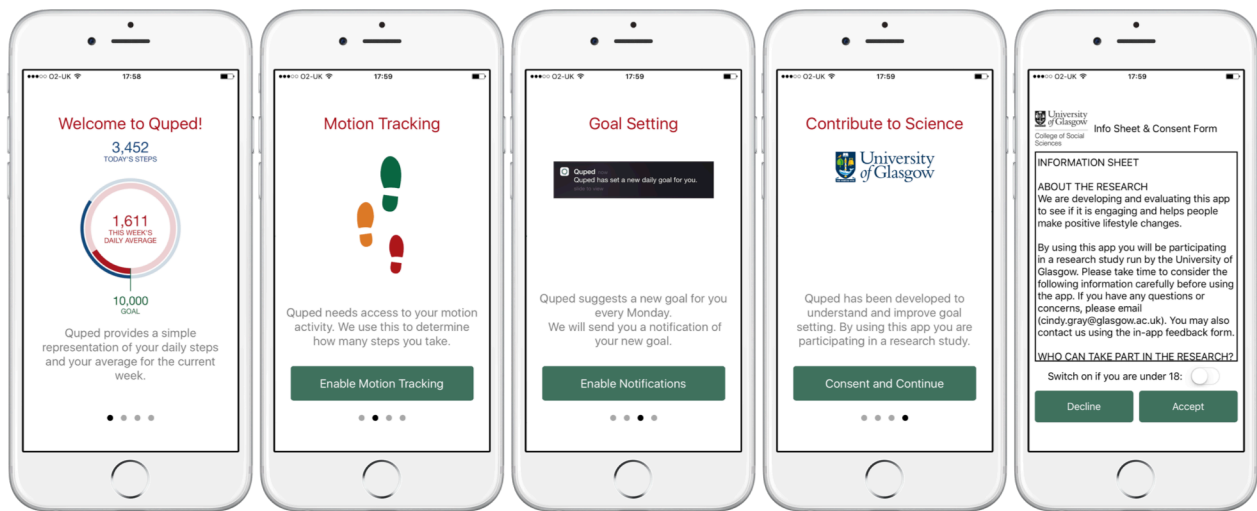 O2-UK 17:58
Welcome to Quped!
3,452
TODAY'S STEPS
1,611
THIS WEEK'S
DAILY AVERAGE
10,000
GOAL
Quped provides a simple
representation of your daily steps
and your average for the current
week.
O2-UK 17:59
Motion Tracking
Quped needs access to your motion
activity. We use this to determine
how many steps you take.
Enable Motion Tracking
O2-UK 17:59
Goal Setting
Quped now
Quped has set a new daily goal for you.
slide to view
Quped suggests a new goal for you
every Monday.
We will send you a notification of
your new goal.
Enable Notifications
O2-UK 17:59
Contribute to Science
University
of Glasgow
Quped has been developed to
understand and improve goal
setting. By using this app you are
participating in a research study.
Consent and Continue
O2-UK 17:59
University
of Glasgow
College of Social
Sciences
Info Sheet & Consent Form
INFORMATION SHEET
ABOUT THE RESEARCH
We are developing and evaluating this app
to see if it is engaging and helps people
make positive lifestyle changes.
By using this app you will be participating
in a research study run by the University of
Glasgow. Please take time to consider the
following information carefully before using
the app. If you have any questions or
concerns, please email
(cindy.gray@glasgow.ac.uk). You may also
contact us using the in-app feedback form.
WHO CAN TAKE PART IN THE RESEARCH?
Switch on if you are under 18:
Decline
Accept